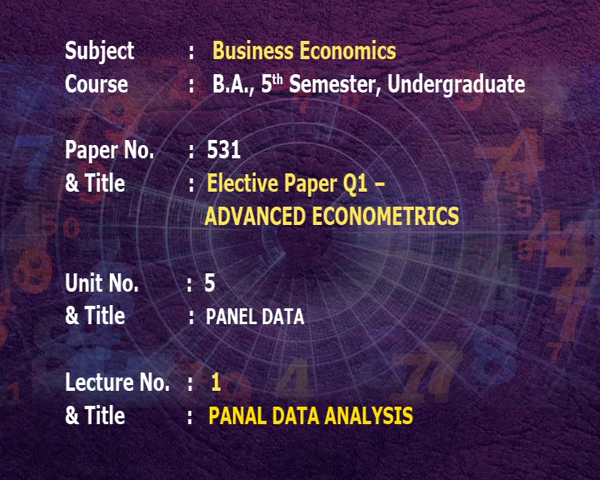 Subject : Business Economics
Course : B.A., 5th Semester, Undergraduate
Paper No. : 531
& Title : Elective Paper Q1 –
ADVANCED ECONOMETRICS
Unit No. : 5
& Title : PANEL DATA
Lecture No. : 1
& Title : PANAL DATA ANALYSIS